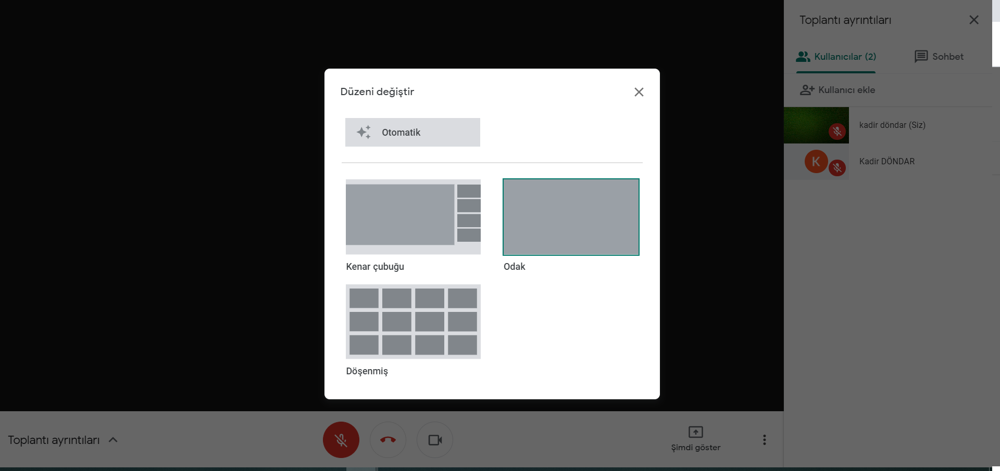 Toplantı ayrıntıları
Kullanıcılar (2)
Sohbet
Kullanıcı ekle
kadir döndar (Siz)
K
Kadir DÖNDAR
Düzeni değiştir
Otomatik
Kenar çubuğu
Odak
Döşenmiş
Toplantı ayrıntıları
Şimdi göster